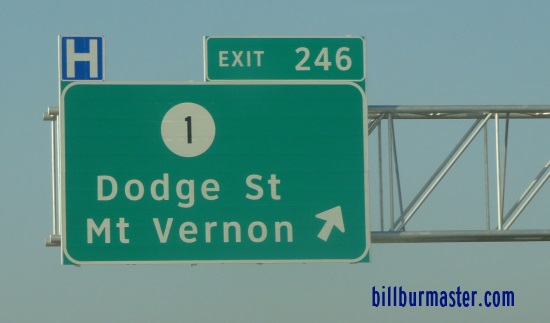 H
EXIT 246
1
Dodge St
Mt Vernon
billburmaster.com